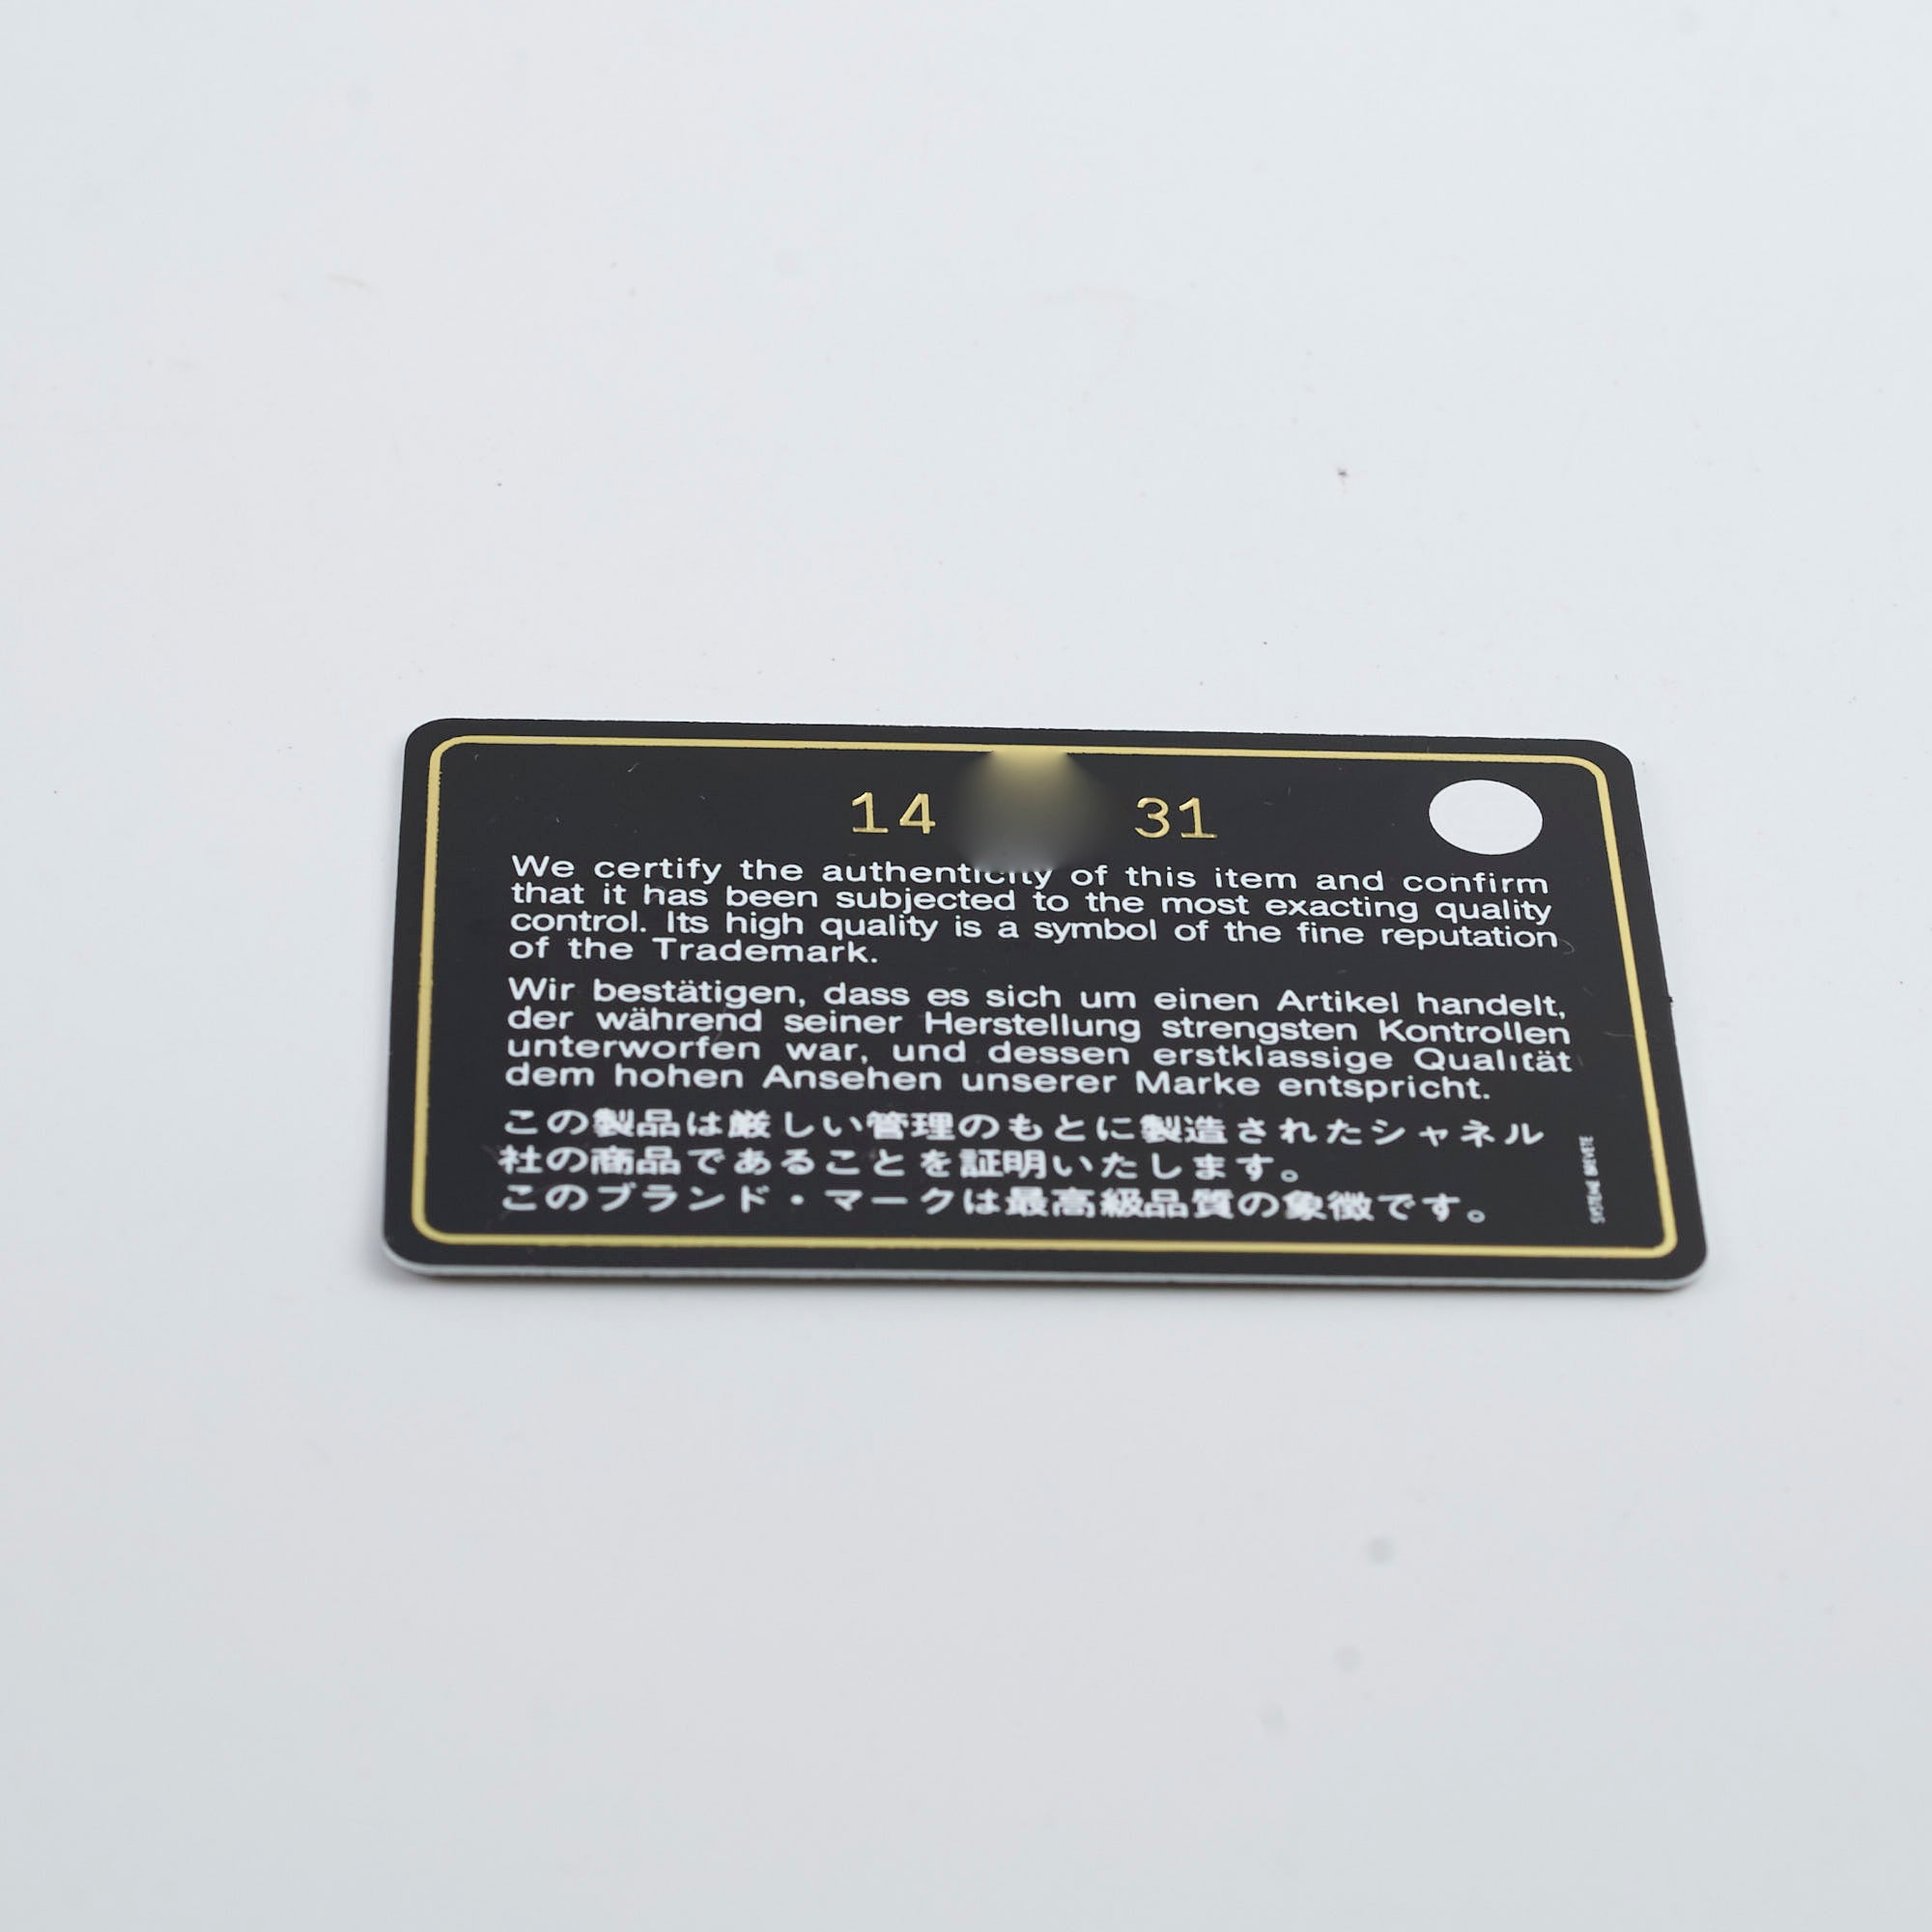 14 31
We certify the authenticity of this item and confirm
that it has been subjected to the most exacting quality
control. Its high quality is a symbol of the fine reputation
of the Trademark.
Wir bestätigen, dass es sich um einen Artikel handelt,
der während seiner Herstellung strengsten Kontrollen
unterworfen war, und dessen erstklassige Qualität
dem hohen Ansehen unserer Marke entspricht.
この製品は厳しい管理のもとに製造されたシャネル
社の商品であることを証明いたします。
このブランド・マークは最高級品質の象徴です。
SYSTEME BREVETE